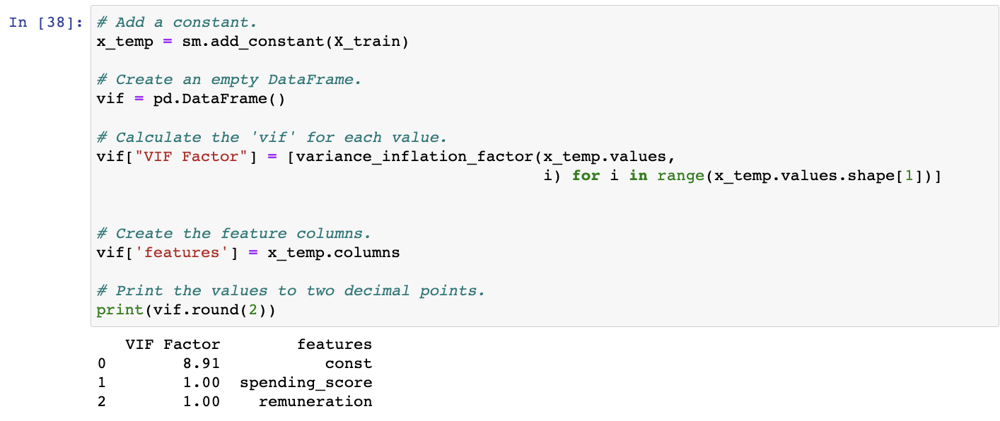 In [38]: # Add a constant.
x_temp = sm.add_constant(X_train)
# Create an empty DataFrame.
vif = pd.DataFrame()
# Calculate the 'vif' for each value.
vif["VIF Factor"] = [variance_inflation_factor(x_temp.values,
i) for i in range(x_temp.values.shape[1])]
# Create the feature columns.
vif['features'] = x_temp.columns
# Print the values to two decimal points.
print(vif.round(2))
VIF Factor features
0 8.91 const
1 1.00 spending_score
2 1.00 remuneration